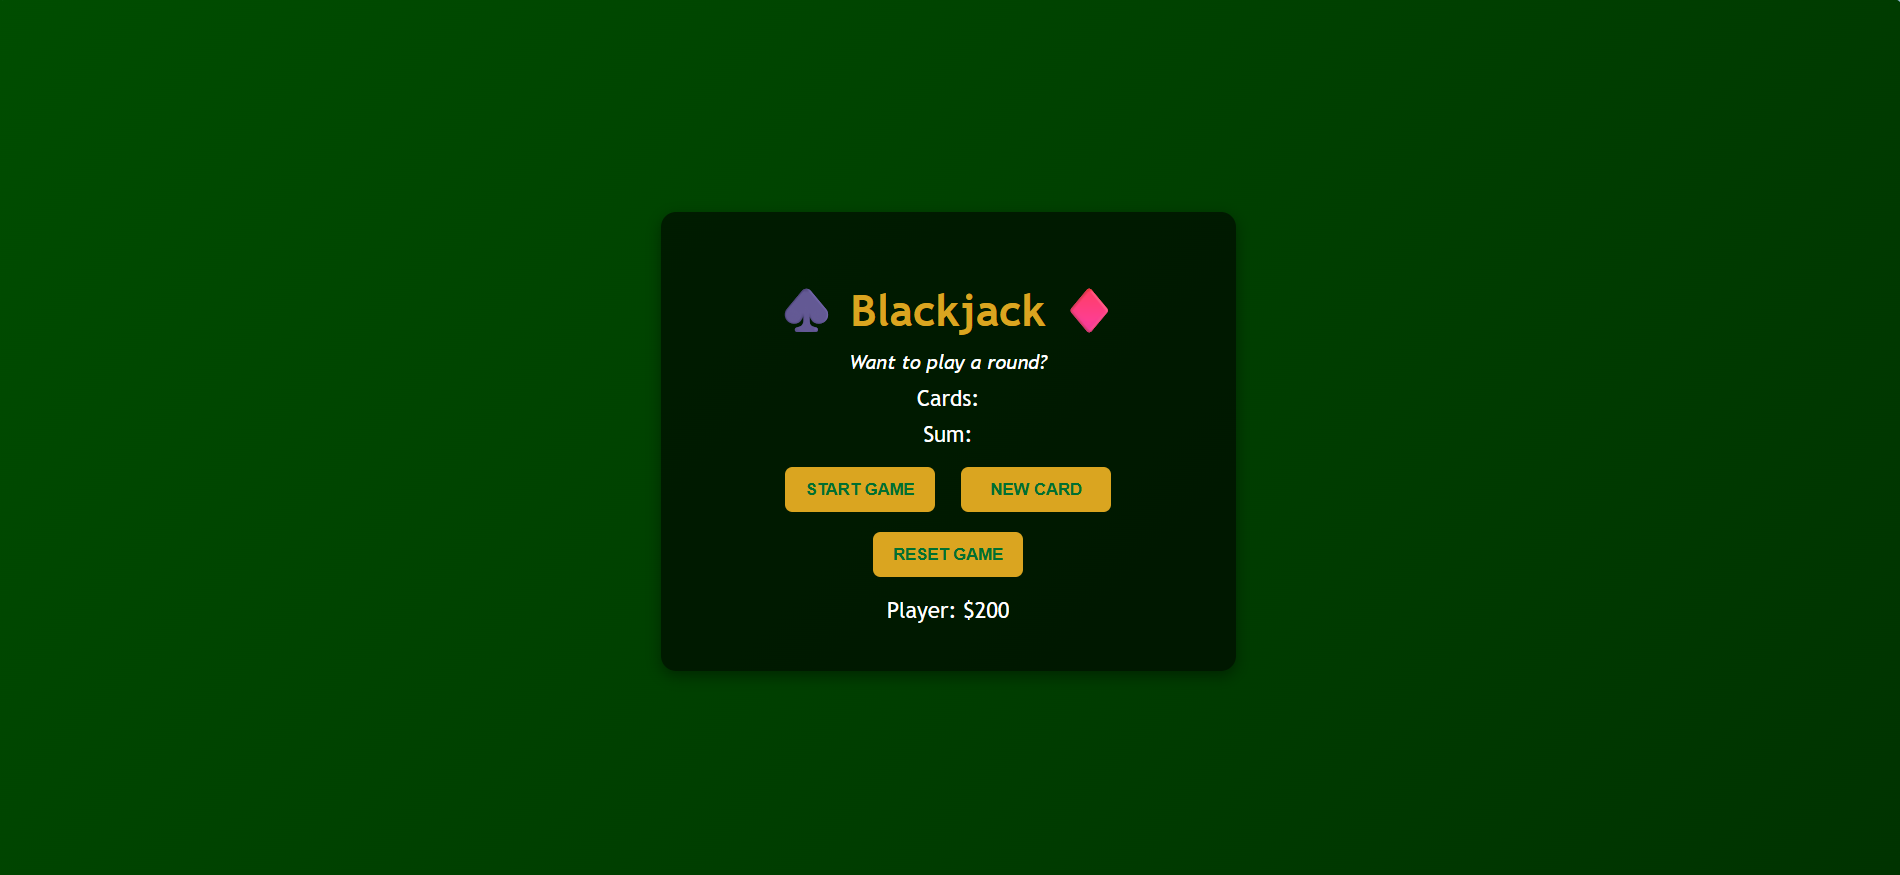 ♠️ Blackjack ♦️
Want to play a round?
Cards:
Sum:
START GAME NEW CARD
RESET GAME
Player: $200